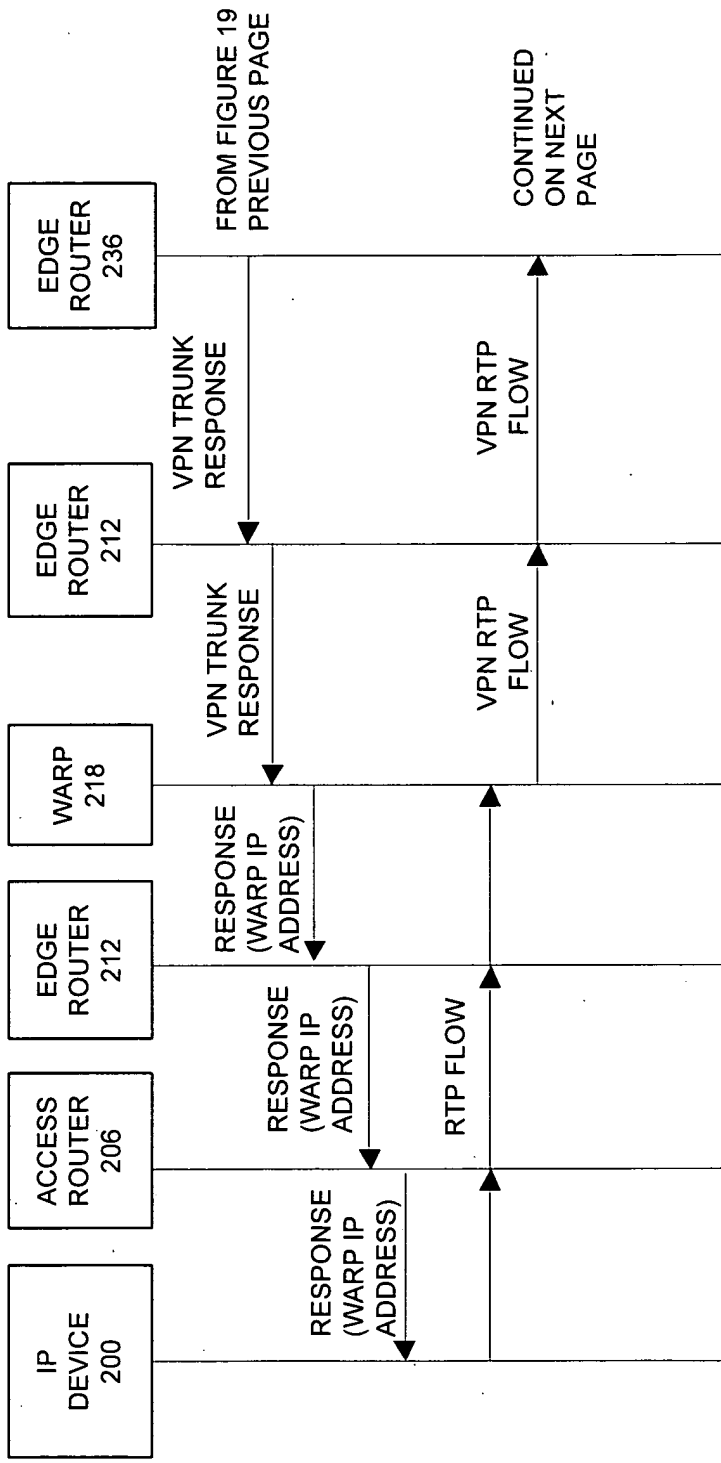 IP
DEVICE
200
ACCESS
ROUTER
206
EDGE
ROUTER
212
WARP
218
EDGE
ROUTER
212
EDGE
ROUTER
236
VPN TRUNK
RESPONSE
FROM FIGURE 19
PREVIOUS PAGE
VPN TRUNK
RESPONSE
RESPONSE
(WARP IP
ADDRESS)
RESPONSE
(WARP IP
ADDRESS)
RESPONSE
(WARP IP
ADDRESS)
RTP FLOW
VPN RTP
FLOW
VPN RTP
FLOW
CONTINUED
ON NEXT
PAGE